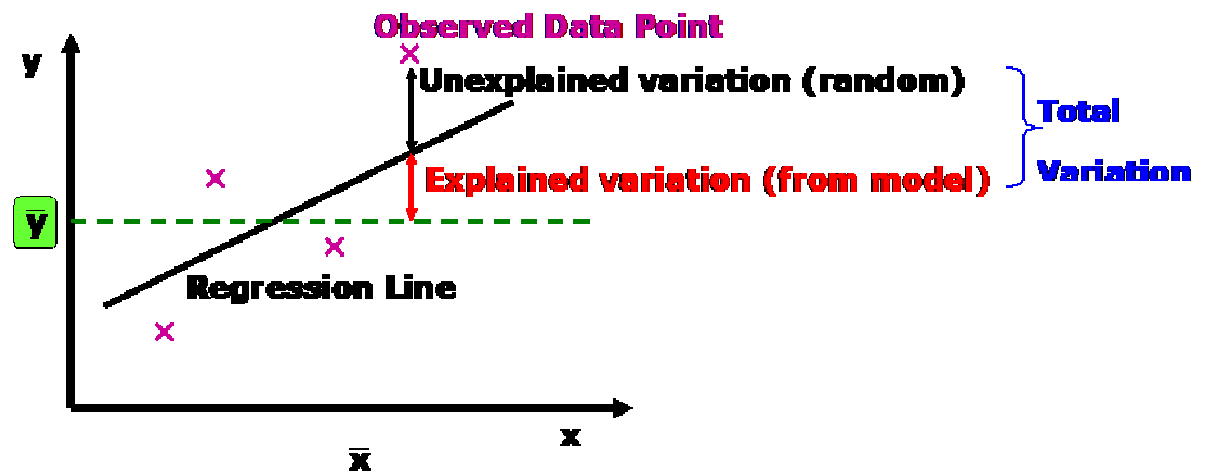 Observed Data Point
y
Unexplained variation (random)
Total
Explained variation (from model)
Variation
ȳ
Regression Line
x
x̄